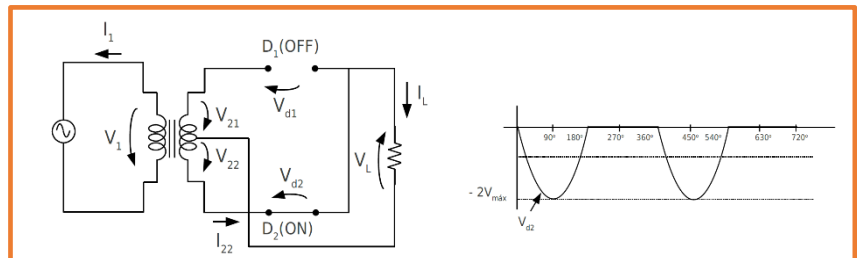 I1
D1(OFF)
IL
V21
Vd1
V1
V22
VL
Vd2
D2(ON)
I22
90º 180º 270º 360º 450º 540º 630º 720º
- 2Vmáx
Vd2